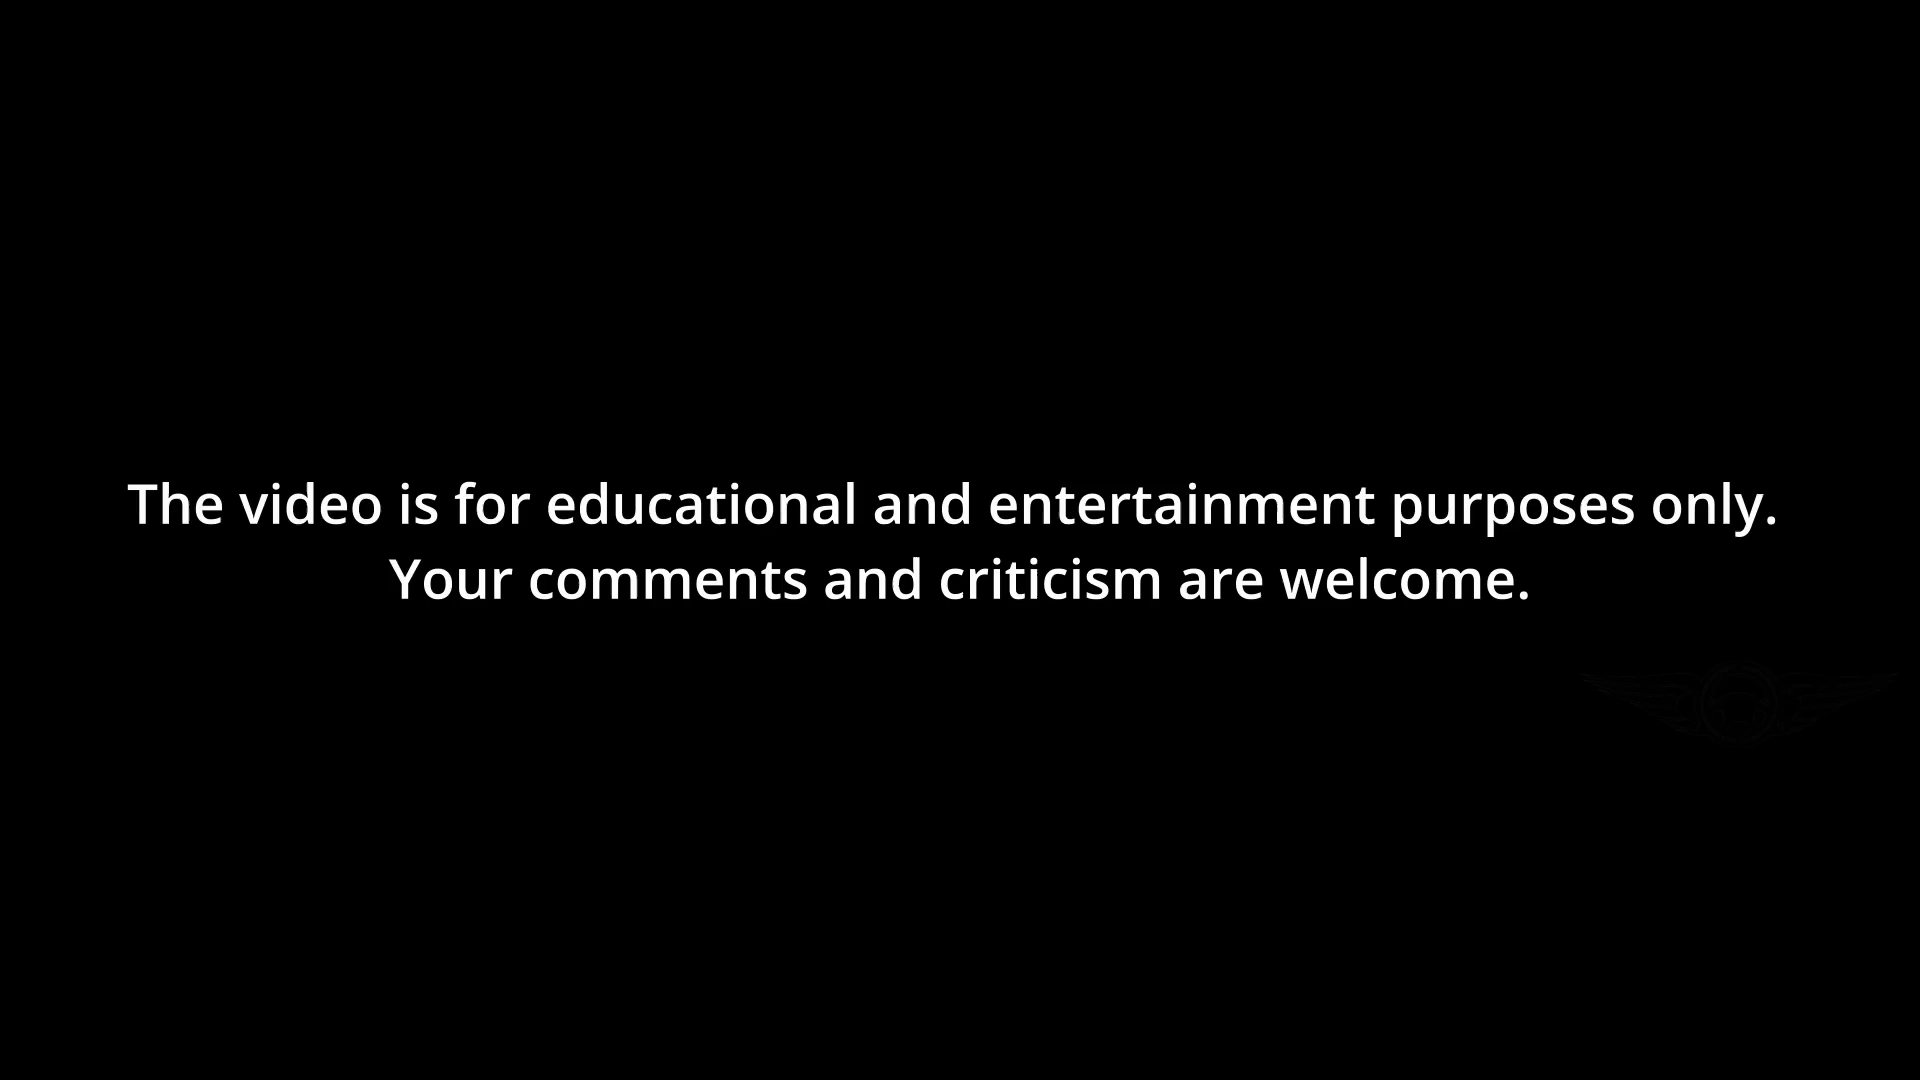 The video is for educational and entertainment purposes only.
Your comments and criticism are welcome.